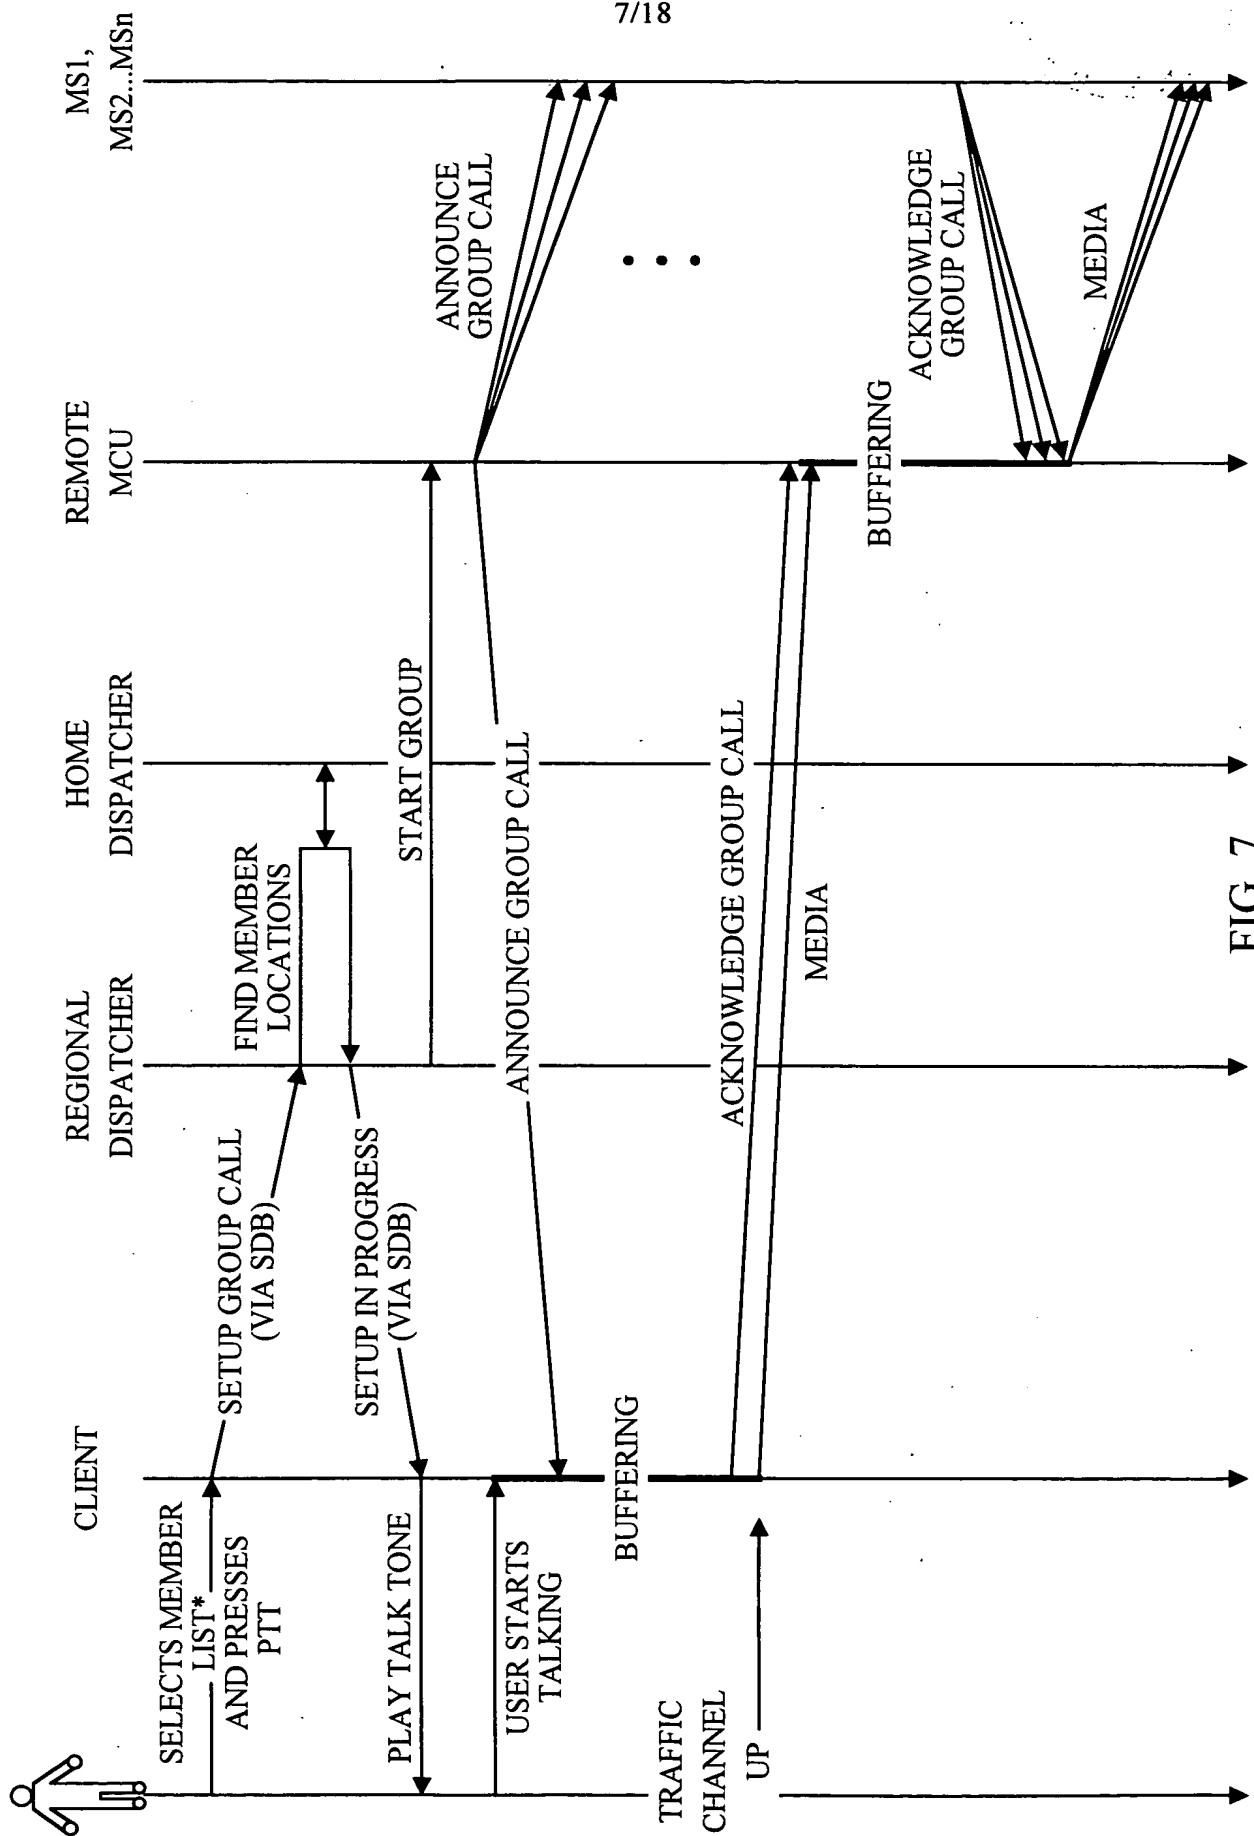 7/18
CLIENT
REGIONAL
DISPATCHER
HOME
DISPATCHER
REMOTE
MCU
MS1,
MS2...MSn
SELECTS MEMBER
LIST*
AND PRESSES
PTT
SETUP GROUP CALL
(VIA SDB)
FIND MEMBER
LOCATIONS
SETUP IN PROGRESS
(VIA SDB)
PLAY TALK TONE
START GROUP
ANNOUNCE
GROUP CALL
USER STARTS
TALKING
ANNOUNCE GROUP CALL
BUFFERING
TRAFFIC
CHANNEL
UP
ACKNOWLEDGE GROUP CALL
MEDIA
BUFFERING
ACKNOWLEDGE
GROUP CALL
MEDIA
FIG. 7